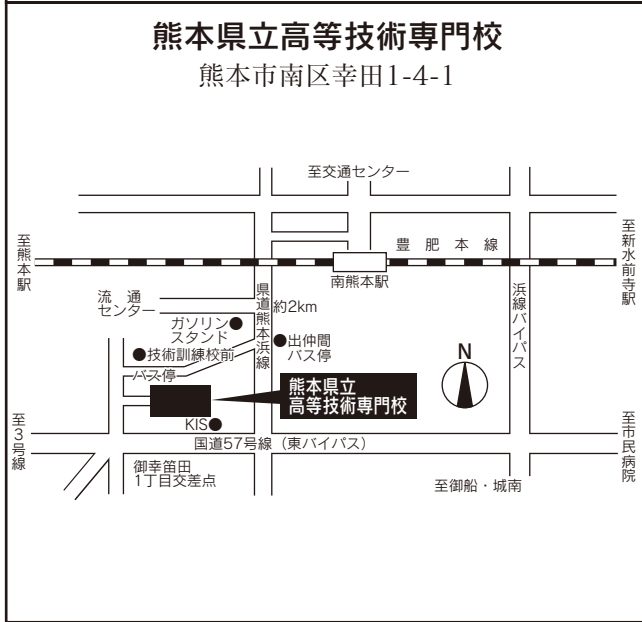 熊本県立高等技術専門校
熊本市南区幸田1-4-1
至交通センター
至熊本駅
豊肥本線
至新水前寺駅
南熊本駅
流通
センター
県道熊本浜線
約2km
浜線バイパス
ガソリン
スタンド
出仲間
バス停
技術訓練校前
バス停
N
熊本県立
高等技術専門校
KIS
至3号線
国道57号線（東バイパス）
至市民病院
御幸笛田
1丁目交差点
至御船・城南